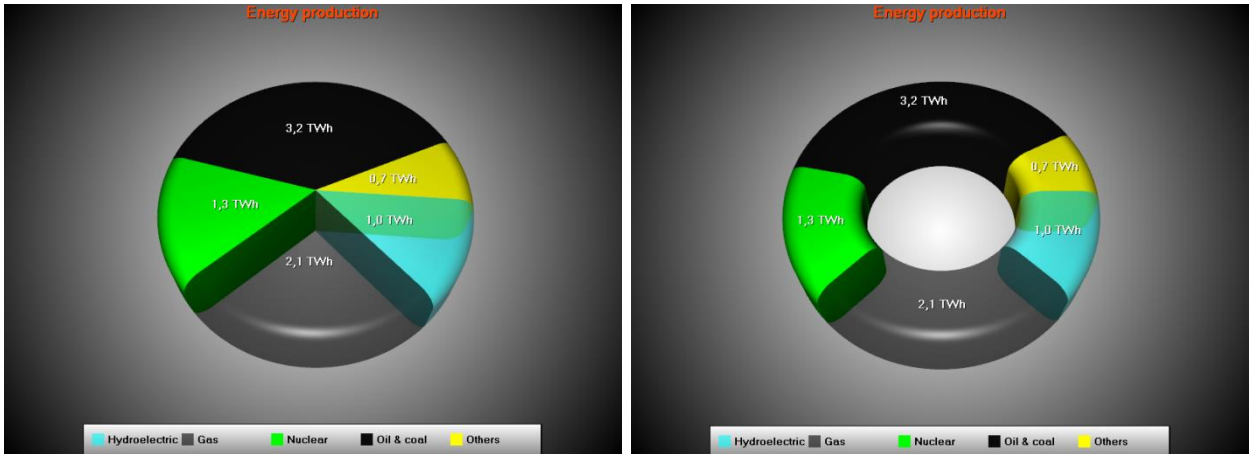 Energy production
3,2 TWh
0,7 TWh
1,3 TWh
1,0 TWh
2,1 TWh
Hydroelectric Gas Nuclear Oil & coal Others
Energy production
3,2 TWh
0,7 TWh
1,3 TWh
1,0 TWh
2,1 TWh
Hydroelectric Gas Nuclear Oil & coal Others